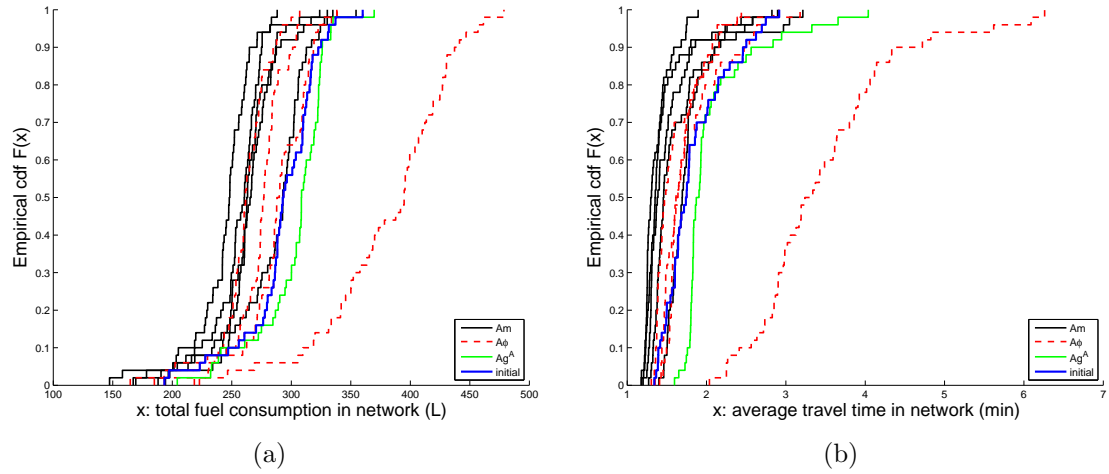 1
0.9
0.8
0.7
0.6
0.5
0.4
0.3
0.2
0.1
0
Empirical cdf F(x)
50 100 150 200 250 300 350 400 450 500
x: total fuel consumption in network (L)
Am
Aϕ
Ag^A
initial
(a)
1
0.9
0.8
0.7
0.6
0.5
0.4
0.3
0.2
0.1
0
Empirical cdf F(x)
1 2 3 4 5 6 7
x: average travel time in network (min)
Am
Aϕ
Ag^A
initial
(b)